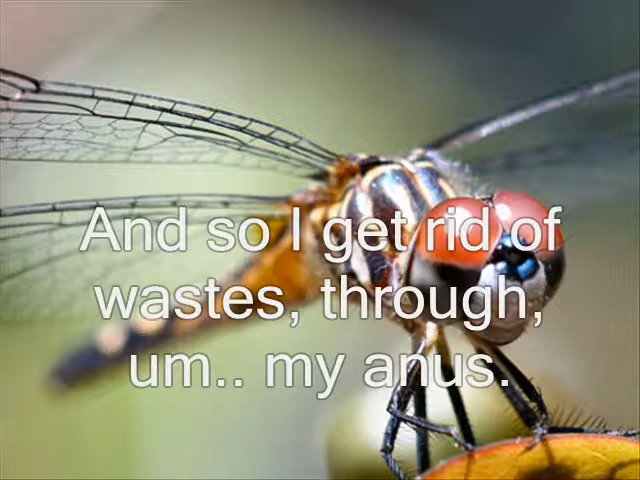 And so I get rid of
wastes, through,
um.. my anus.